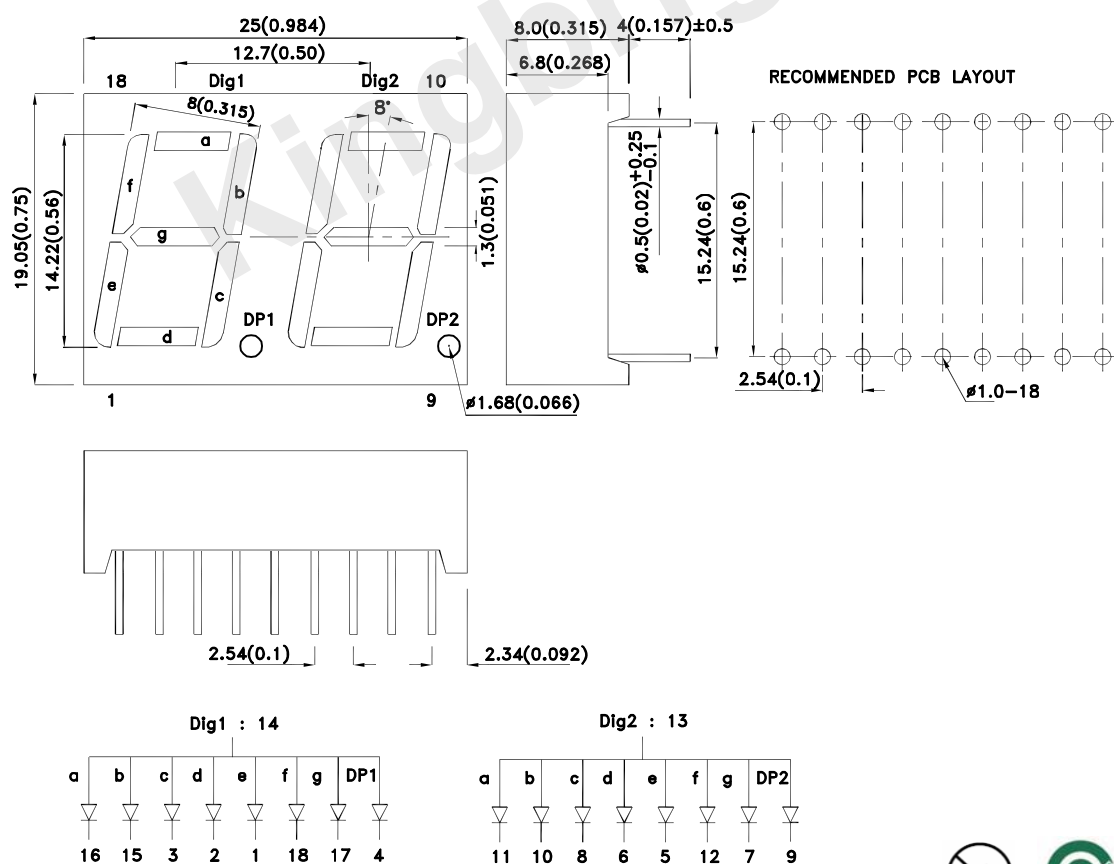 25(0.984)
12.7(0.50)
18 Dig1 Dig2 10
8(0.315)
8°
a
f
b
g
e
c
d
DP1 DP2
19.05(0.75)
14.22(0.56)
1.3(0.051)
1 9
ø1.68(0.066)
8.0(0.315) 4(0.157)±0.5
6.8(0.268)
ø0.5(0.02)+0.25 -0.1
15.24(0.6)
RECOMMENDED PCB LAYOUT
15.24(0.6)
2.54(0.1)
ø1.0-18
2.54(0.1) 2.34(0.092)
Dig1 : 14
a b c d e f g DP1
16 15 3 2 1 18 17 4
Dig2 : 13
a b c d e f g DP2
11 10 8 6 5 12 7 9